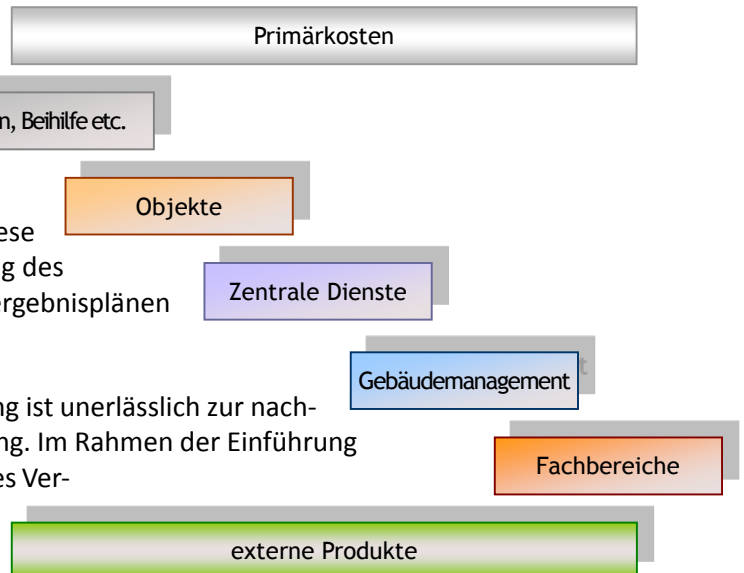 Primärkosten
n, Beihilfe etc.
Objekte
ese
g des
Zentrale Dienste
ergebnisplänen
t
Gebäudemanagement
ng ist unerlässlich zur nach-
ng. Im Rahmen der Einführung
Fachbereiche
es Ver-
externe Produkte